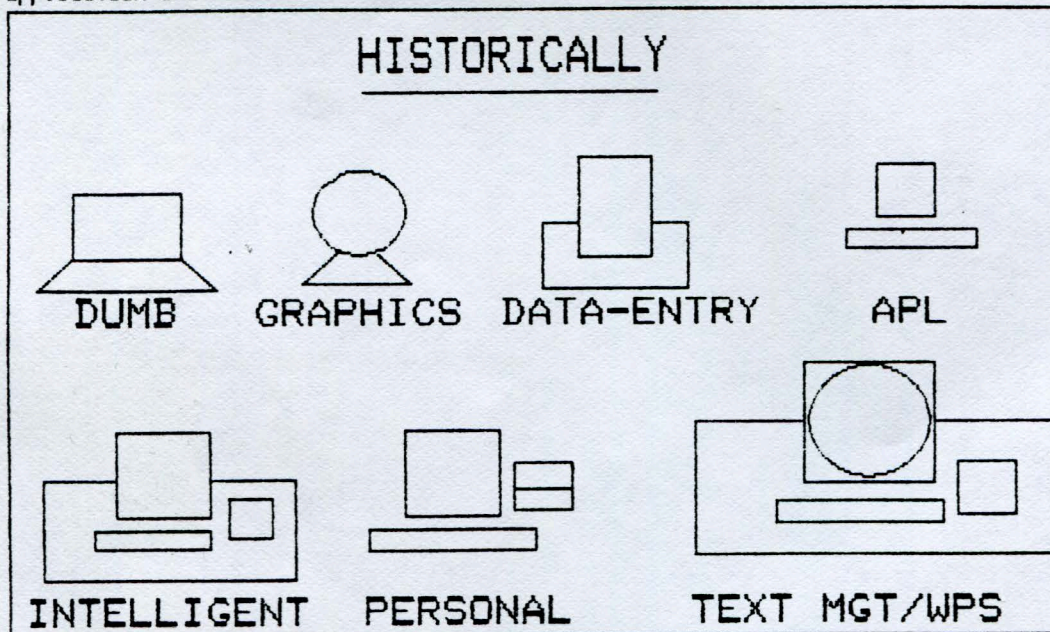 HISTORICALLY
DUMB GRAPHICS DATA-ENTRY APL
INTELLIGENT PERSONAL TEXT MGT/WPS